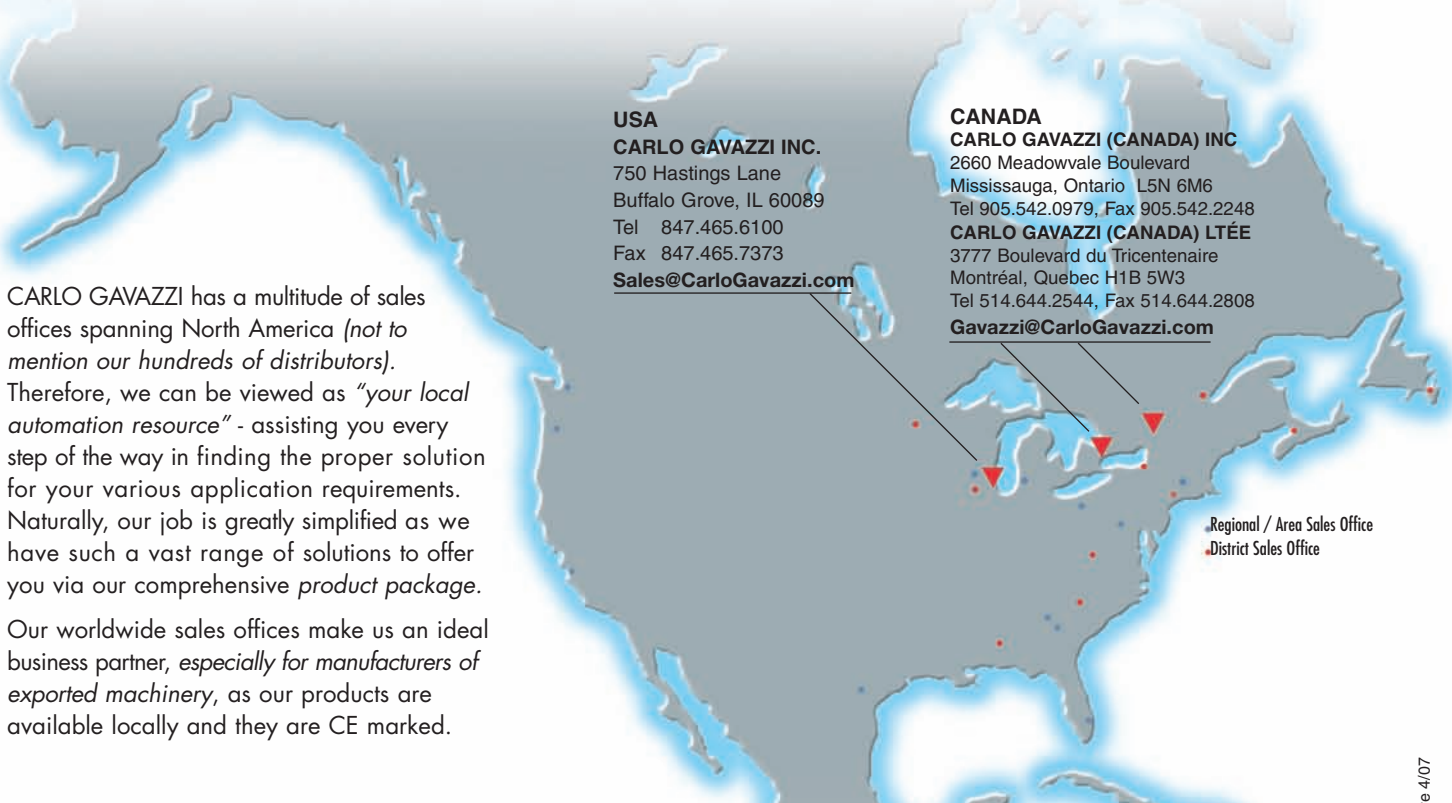 USA
CARLO GAVAZZI INC.
750 Hastings Lane
Buffalo Grove, IL 60089
Tel 847.465.6100
Fax 847.465.7373
Sales@CarloGavazzi.com
CANADA
CARLO GAVAZZI (CANADA) INC
2660 Meadowvale Boulevard
Mississauga, Ontario L5N 6M6
Tel 905.542.0979, Fax 905.542.2248
CARLO GAVAZZI (CANADA) LTÉE
3777 Boulevard du Tricentenaire
Montréal, Quebec H1B 5W3
Tel 514.644.2544, Fax 514.644.2808
Gavazzi@CarloGavazzi.com
CARLO GAVAZZI has a multitude of sales
offices spanning North America (not to
mention our hundreds of distributors).
Therefore, we can be viewed as “your local
automation resource” - assisting you every
step of the way in finding the proper solution
for your various application requirements.
Naturally, our job is greatly simplified as we
have such a vast range of solutions to offer
you via our comprehensive product package.
Our worldwide sales offices make us an ideal
business partner, especially for manufacturers of
exported machinery, as our products are
available locally and they are CE marked.
Regional / Area Sales Office
District Sales Office
e 4/07